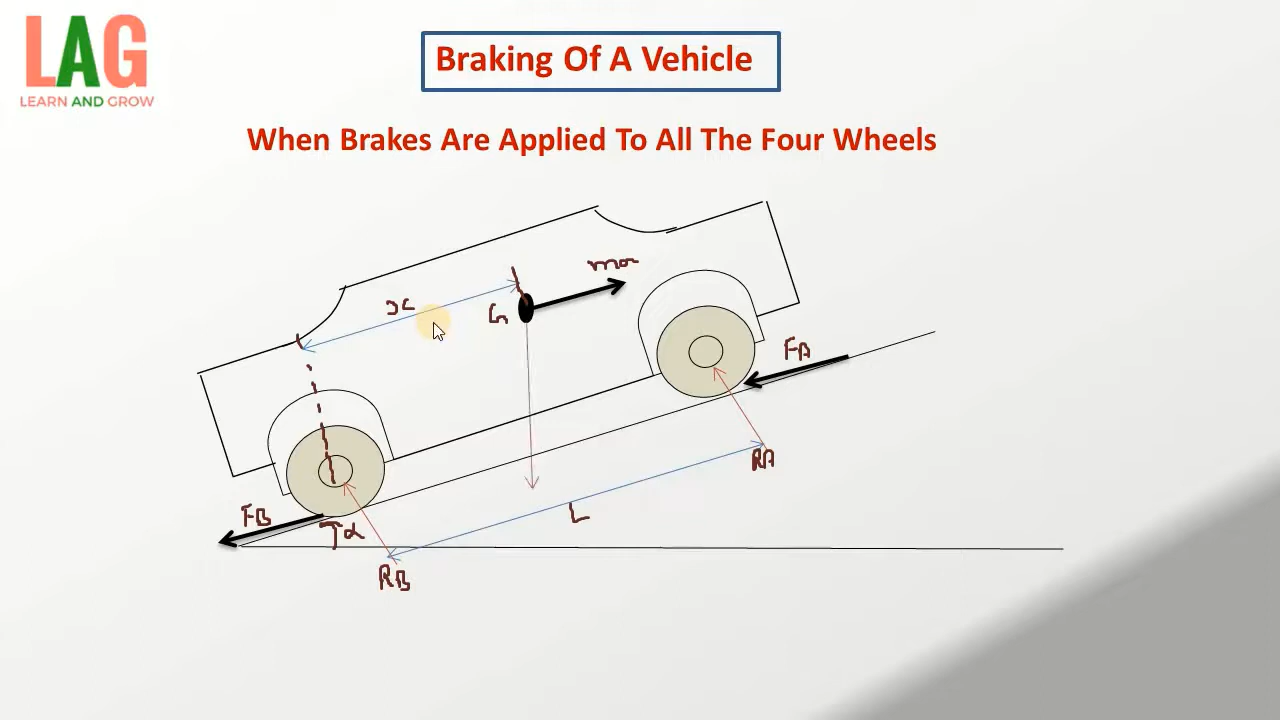 LAG
LEARN AND GROW
Braking Of A Vehicle
When Brakes Are Applied To All The Four Wheels
ma
x
G
FA
RA
L
FB
α
RB